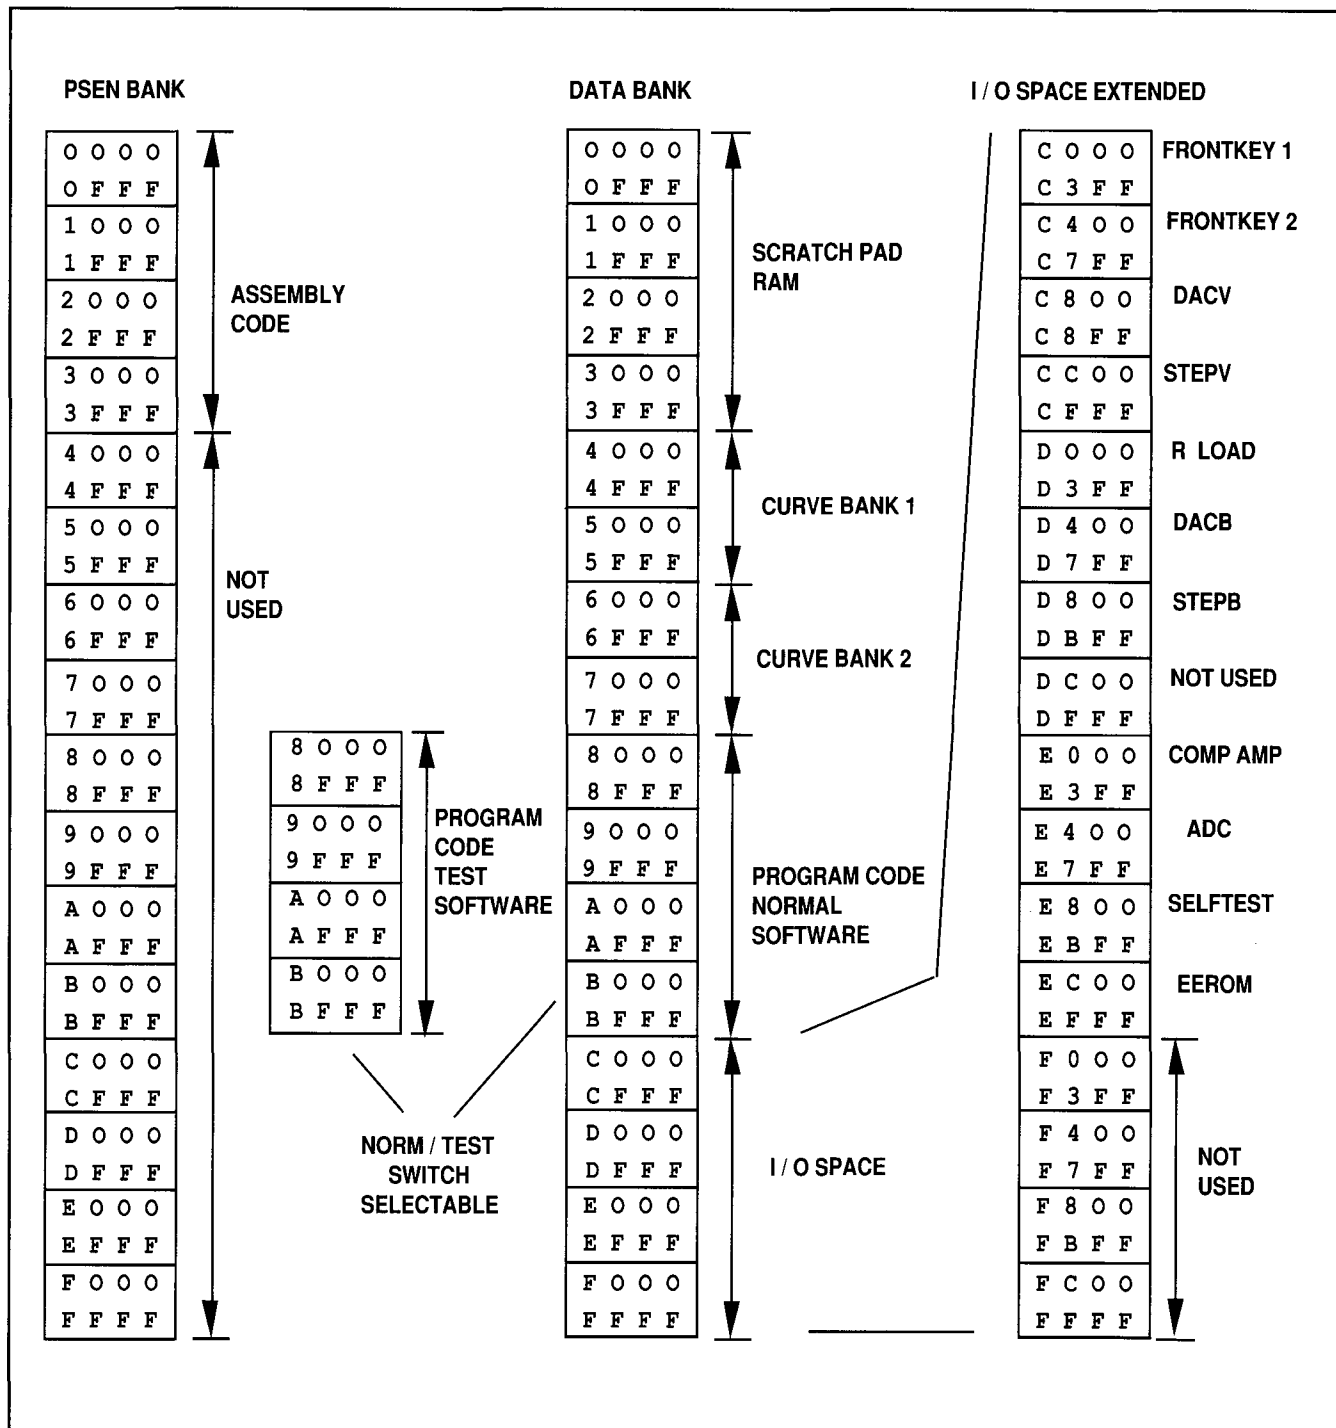 PSEN BANK
0 0 0 0
0 F F F
1 0 0 0
1 F F F
2 0 0 0
2 F F F
3 0 0 0
3 F F F
4 0 0 0
4 F F F
5 0 0 0
5 F F F
6 0 0 0
6 F F F
7 0 0 0
7 F F F
8 0 0 0
8 F F F
9 0 0 0
9 F F F
A 0 0 0
A F F F
B 0 0 0
B F F F
C 0 0 0
C F F F
D 0 0 0
D F F F
E 0 0 0
E F F F
F 0 0 0
F F F F
ASSEMBLY
CODE
NOT
USED
8 0 0 0
8 F F F
9 0 0 0
9 F F F
A 0 0 0
A F F F
B 0 0 0
B F F F
PROGRAM
CODE
TEST
SOFTWARE
NORM / TEST
SWITCH
SELECTABLE
DATA BANK
0 0 0 0
0 F F F
1 0 0 0
1 F F F
2 0 0 0
2 F F F
3 0 0 0
3 F F F
4 0 0 0
4 F F F
5 0 0 0
5 F F F
6 0 0 0
6 F F F
7 0 0 0
7 F F F
8 0 0 0
8 F F F
9 0 0 0
9 F F F
A 0 0 0
A F F F
B 0 0 0
B F F F
C 0 0 0
C F F F
D 0 0 0
D F F F
E 0 0 0
E F F F
F 0 0 0
F F F F
SCRATCH PAD
RAM
CURVE BANK 1
CURVE BANK 2
PROGRAM CODE
NORMAL
SOFTWARE
I / O SPACE
I / O SPACE EXTENDED
C 0 0 0 FRONTKEY 1
C 3 F F
C 4 0 0 FRONTKEY 2
C 7 F F
C 8 0 0 DACV
C 8 F F
C C 0 0 STEPV
C F F F
D 0 0 0 R LOAD
D 3 F F
D 4 0 0 DACB
D 7 F F
D 8 0 0 STEPB
D B F F
D C 0 0 NOT USED
D F F F
E 0 0 0 COMP AMP
E 3 F F
E 4 0 0 ADC
E 7 F F
E 8 0 0 SELFTEST
E B F F
E C 0 0 EEROM
E F F F
F 0 0 0
F 3 F F
F 4 0 0
F 7 F F
F 8 0 0
F B F F
F C 0 0
F F F F
NOT
USED